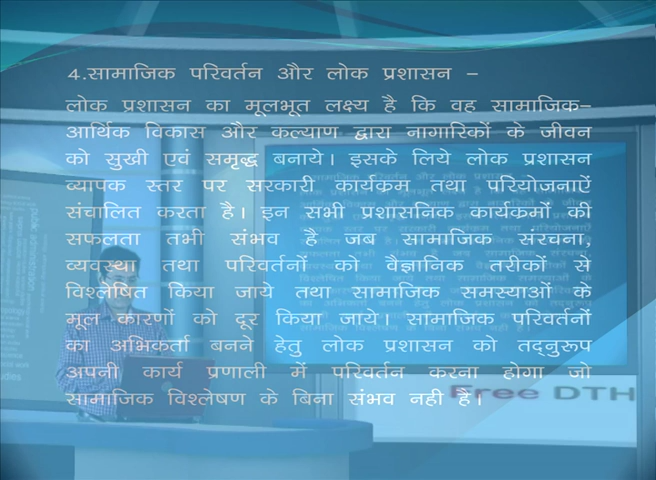 4.सामाजिक परिवर्तन और लोक प्रशासन –
लोक प्रशासन का मूलभूत लक्ष्य है कि वह सामाजिक–
आर्थिक विकास और कल्याण द्वारा नागारिकों के जीवन
को सुखी एवं समृद्ध बनाये। इसके लिये लोक प्रशासन
व्यापक स्तर पर सरकारी कार्यक्रम तथा परियोजनाऐं
संचालित करता है। इन सभी प्रशासनिक कार्यक्रमों की
सफलता तभी संभव है जब सामाजिक संरचना,
व्यवस्था तथा परिवर्तनों को वैज्ञानिक तरीकों से
विश्लेषित किया जाये तथा सामाजिक समस्याओं के
मूल कारणों को दूर किया जाये। सामाजिक परिवर्तनों
का अभिकर्ता बनने हेतु लोक प्रशासन को तद्नुरूप
अपनी कार्य प्रणाली में परिवर्तन करना होगा जो
सामाजिक विश्लेषण के बिना संभव नही है।
Free DTH